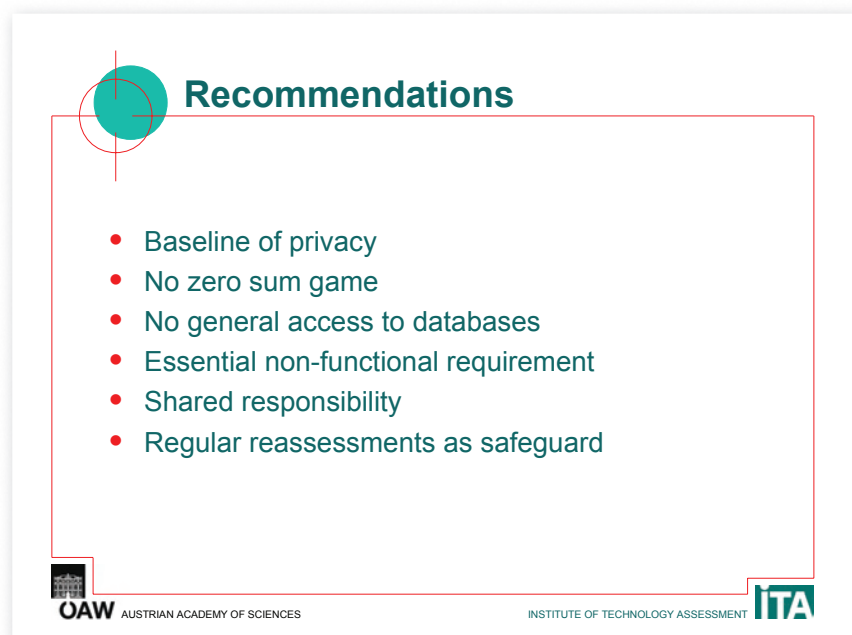 Recommendations
• Baseline of privacy
• No zero sum game
• No general access to databases
• Essential non-functional requirement
• Shared responsibility
• Regular reassessments as safeguard
ÖAW AUSTRIAN ACADEMY OF SCIENCES
INSTITUTE OF TECHNOLOGY ASSESSMENT ITA